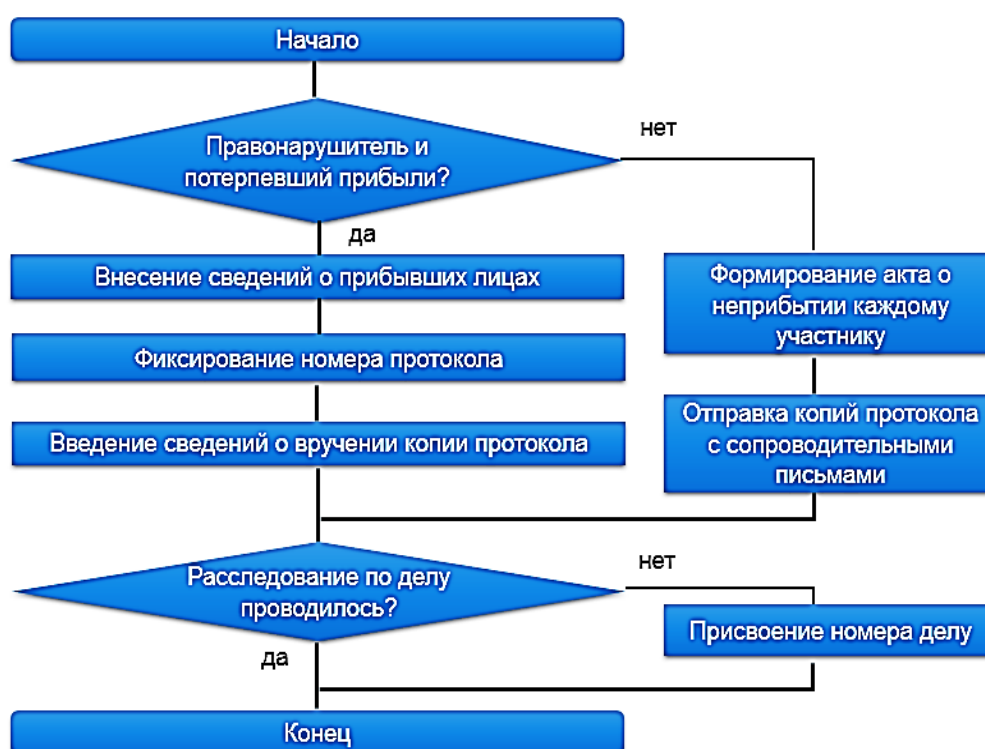 Начало
Правонарушитель и
потерпевший прибыли?
нет
да
Внесение сведений о прибывших лицах
Фиксирование номера протокола
Введение сведений о вручении копии протокола
Формирование акта о
неприбытии каждому
участнику
Отправка копий протокола
с сопроводительными
письмами
Расследование по делу
проводилось?
нет
Присвоение номера делу
да
Конец